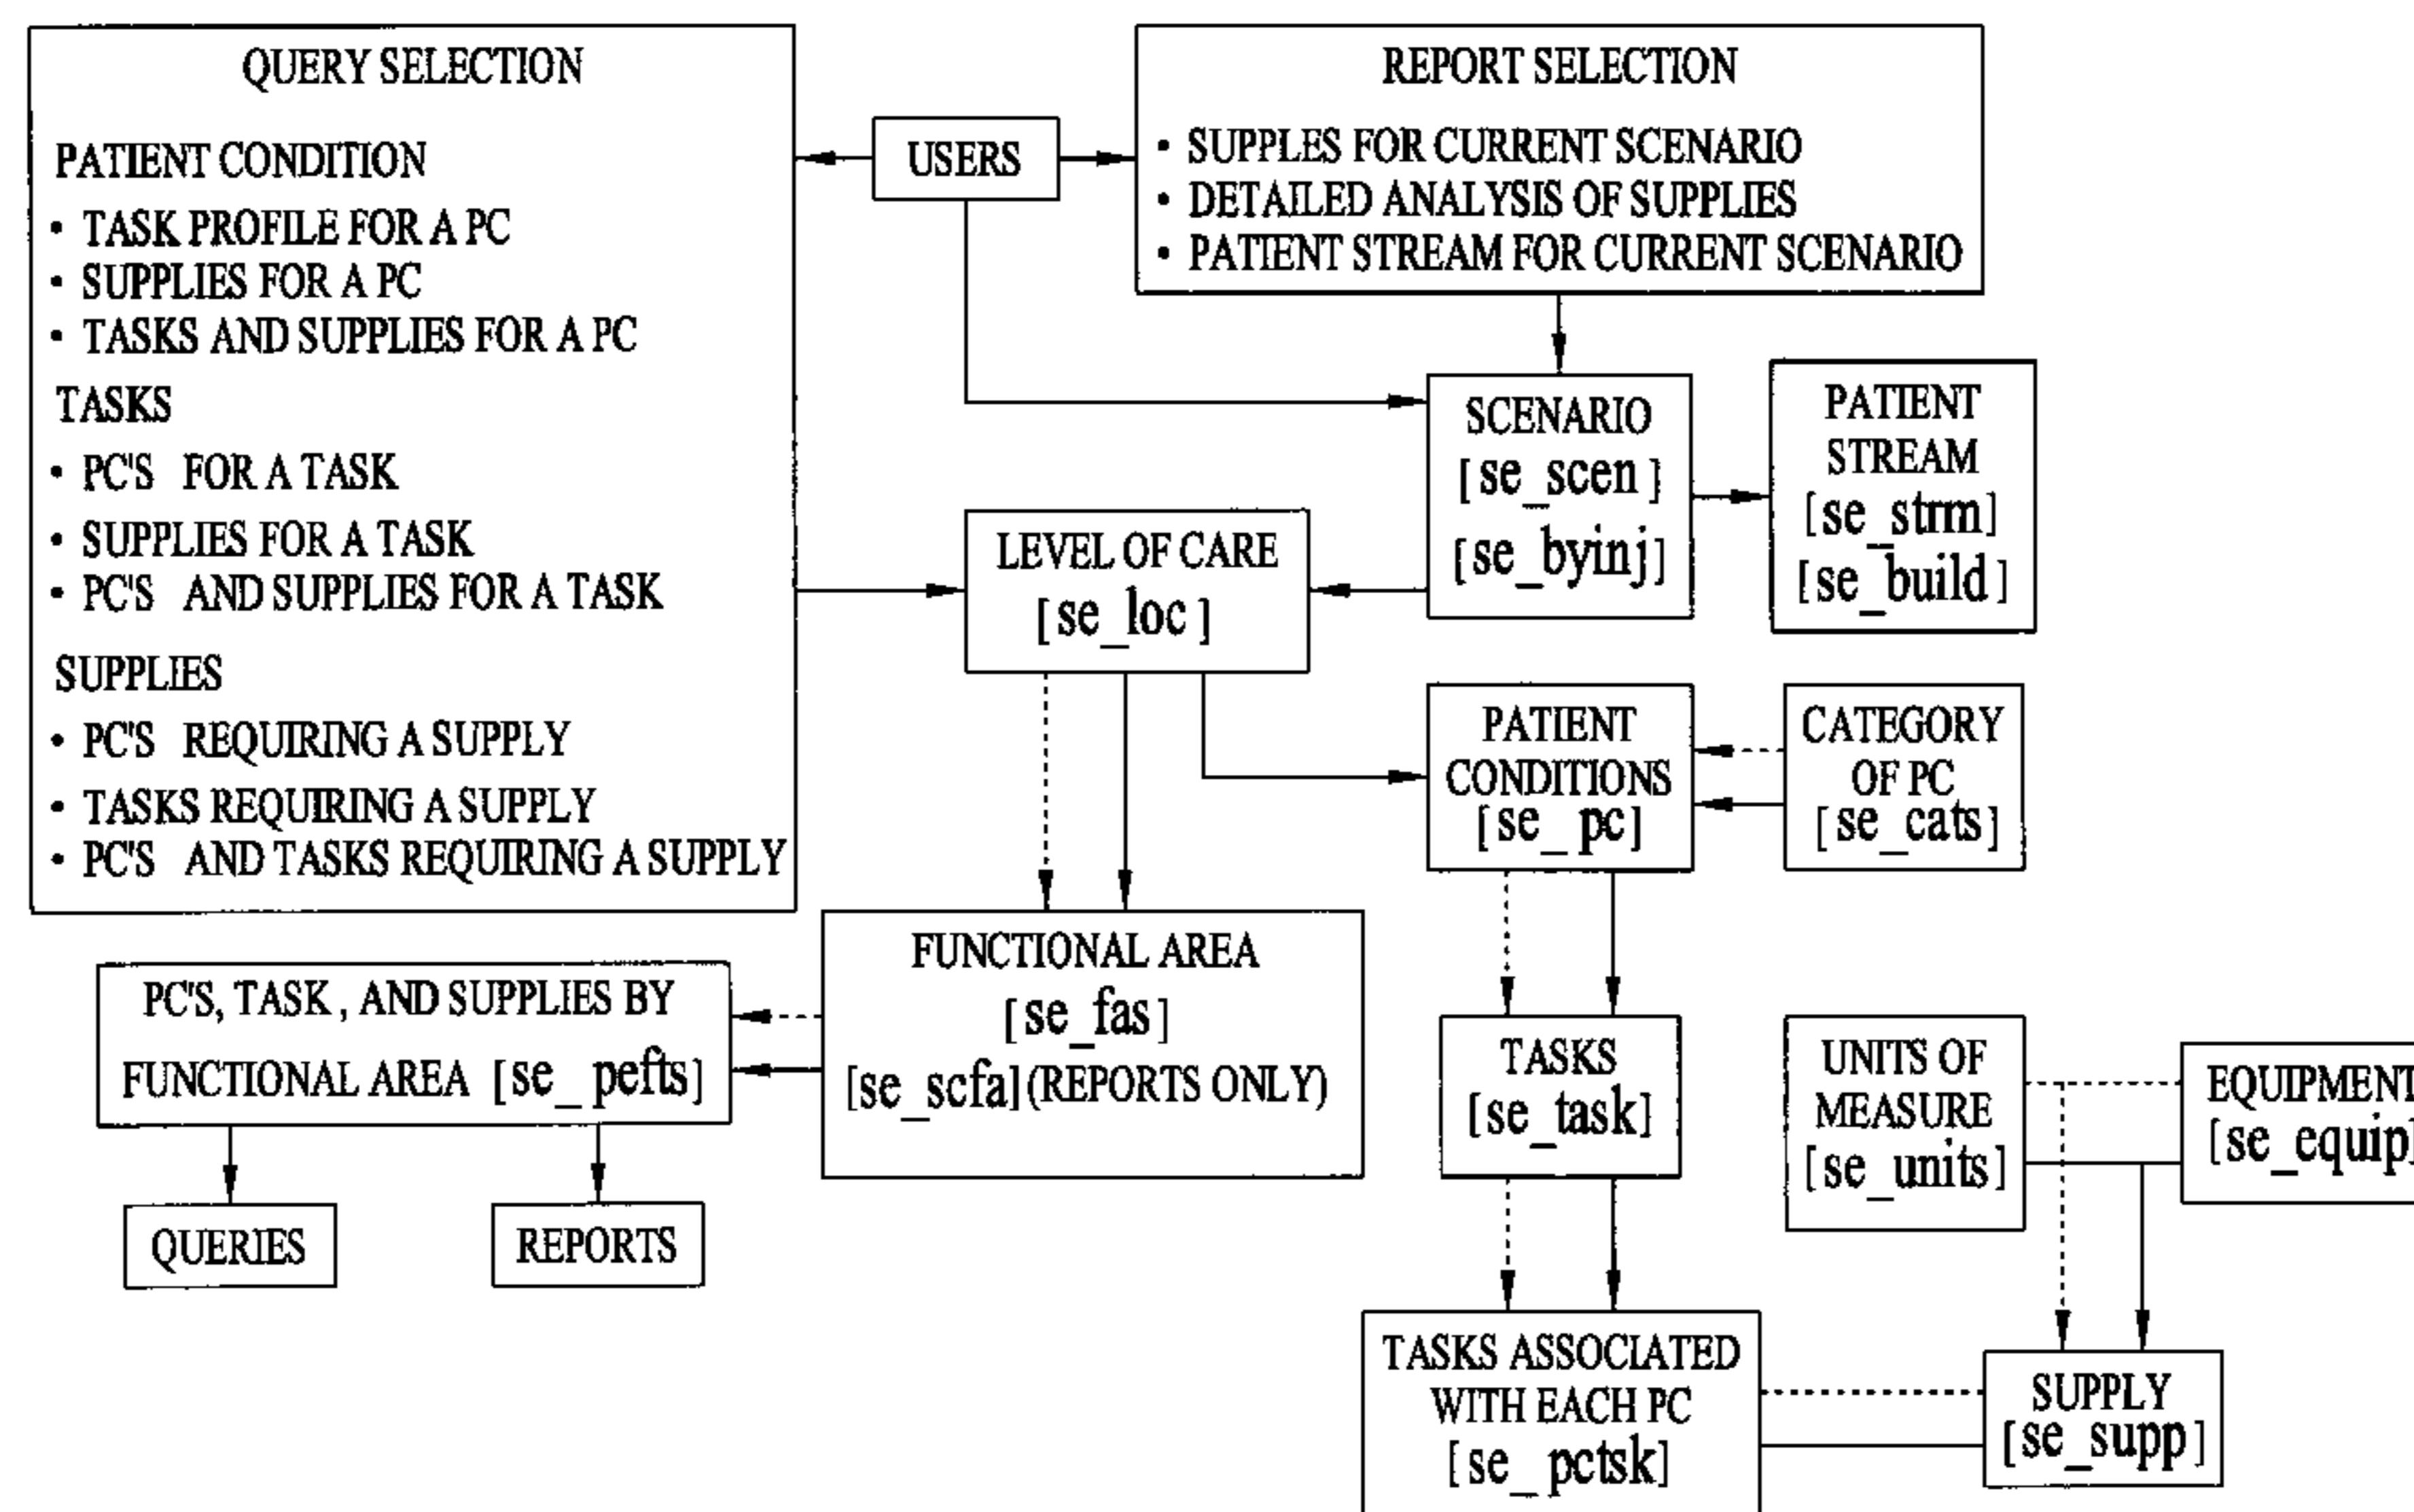 QUERY SELECTION
PATIENT CONDITION
• TASK PROFILE FOR A PC
• SUPPLIES FOR A PC
• TASKS AND SUPPLIES FOR A PC
TASKS
• PC'S FOR A TASK
• SUPPLIES FOR A TASK
• PC'S AND SUPPLIES FOR A TASK
SUPPLIES
• PC'S REQUIRING A SUPPLY
• TASKS REQUIRING A SUPPLY
• PC'S AND TASKS REQUIRING A SUPPLY
USERS
REPORT SELECTION
• SUPPLES FOR CURRENT SCENARIO
• DETAILED ANALYSIS OF SUPPLIES
• PATIENT STREAM FOR CURRENT SCENARIO
SCENARIO
[se_scen]
[se_byinj]
PATIENT
STREAM
[se_strm]
[se_build]
LEVEL OF CARE
[se_loc]
PATIENT
CONDITIONS
[se_pc]
CATEGORY
OF PC
[se_cats]
FUNCTIONAL AREA
[se_fas]
[se_scfa] (REPORTS ONLY)
PC'S, TASK, AND SUPPLIES BY
FUNCTIONAL AREA [se_pefts]
QUERIES
REPORTS
TASKS
[se_task]
UNITS OF
MEASURE
[se_units]
EQUIPMENT
[se_equip]
TASKS ASSOCIATED
WITH EACH PC
[se_pctsk]
SUPPLY
[se_supp]